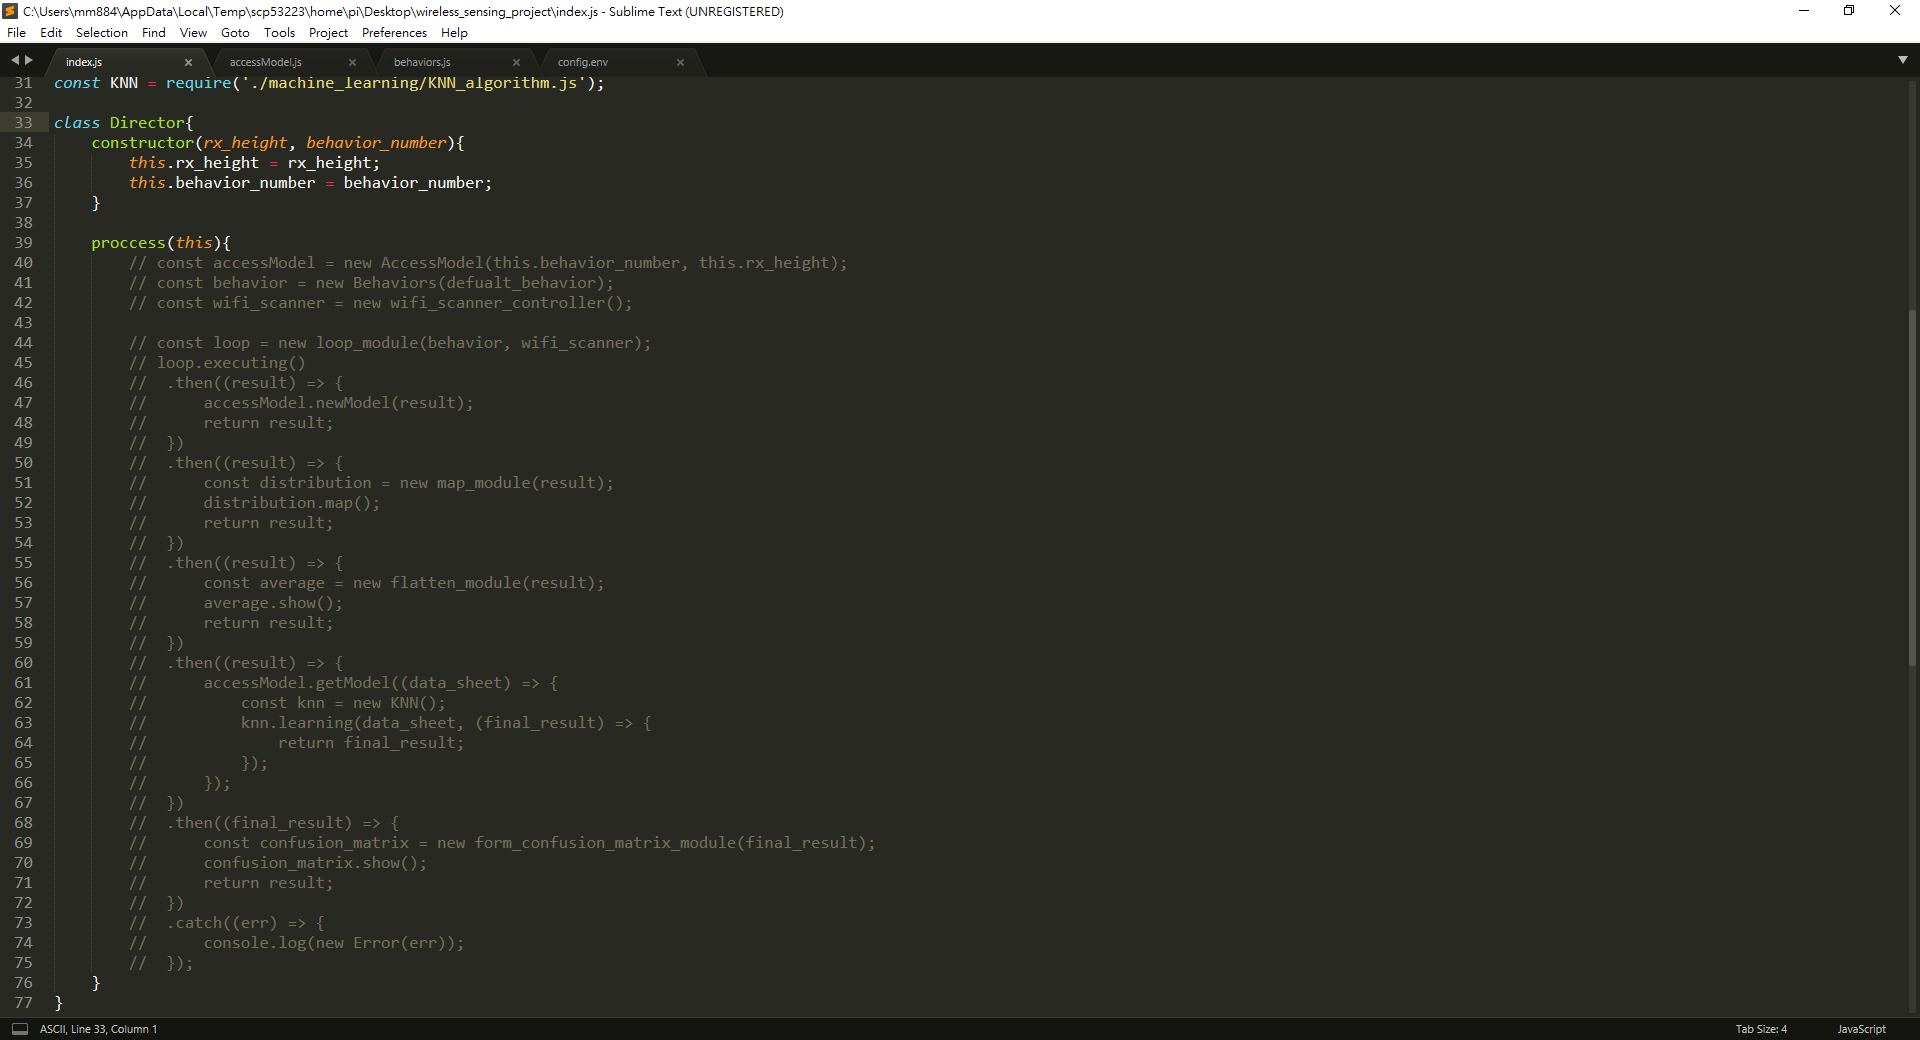 C:\Users\mm884\AppData\Local\Temp\scp53223\home\pi\Desktop\wireless_sensing_project\index.js - Sublime Text (UNREGISTERED)
File Edit Selection Find View Goto Tools Project Preferences Help
index.js accessModel.js behaviors.js config.env
31 const KNN = require('./machine_learning/KNN_algorithm.js');
32
33 class Director{
34     constructor(rx_height, behavior_number){
35         this.rx_height = rx_height;
36         this.behavior_number = behavior_number;
37     }
38
39     proccess(this){
40         // const accessModel = new AccessModel(this.behavior_number, this.rx_height);
41         // const behavior = new Behaviors(defualt_behavior);
42         // const wifi_scanner = new wifi_scanner_controller();
43
44         // const loop = new loop_module(behavior, wifi_scanner);
45         // loop.executing()
46         //  .then((result) => {
47         //      accessModel.newModel(result);
48         //      return result;
49         //  })
50         //  .then((result) => {
51         //      const distribution = new map_module(result);
52         //      distribution.map();
53         //      return result;
54         //  })
55         //  .then((result) => {
56         //      const average = new flatten_module(result);
57         //      average.show();
58         //      return result;
59         //  })
60         //  .then((result) => {
61         //      accessModel.getModel((data_sheet) => {
62         //          const knn = new KNN();
63         //          knn.learning(data_sheet, (final_result) => {
64         //              return final_result;
65         //          });
66         //      });
67         //  })
68         //  .then((final_result) => {
69         //      const confusion_matrix = new form_confusion_matrix_module(final_result);
70         //      confusion_matrix.show();
71         //      return result;
72         //  })
73         //  .catch((err) => {
74         //      console.log(new Error(err));
75         //  });
76     }
77 }
ASCII, Line 33, Column 1 Tab Size: 4 JavaScript